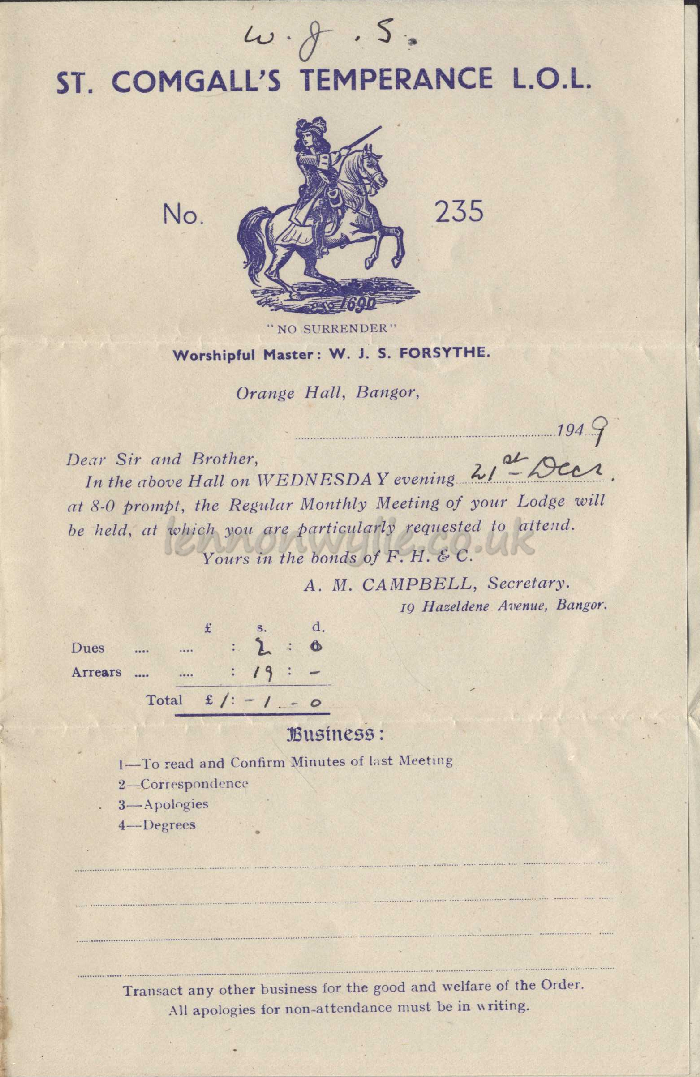 W. J. S.
ST. COMGALL'S TEMPERANCE L.O.L.
No. 235
1690
"NO SURRENDER"
Worshipful Master: W. J. S. FORSYTHE.
Orange Hall, Bangor,
1949
Dear Sir and Brother,
In the above Hall on WEDNESDAY evening 21st Decr.
at 8-0 prompt, the Regular Monthly Meeting of your Lodge will
be held, at which you are particularly requested to attend.
lennonwylie.co.uk
Yours in the bonds of F. H. & C.
A. M. CAMPBELL, Secretary.
19 Hazeldene Avenue, Bangor.
£ s. d.
Dues .... .... : 2 : 0
Arrears .... .... : 19 : -
Total £ 1 : - 1 - 0
Business:
1—To read and Confirm Minutes of last Meeting
2—Correspondence
3—Apologies
4—Degrees
Transact any other business for the good and welfare of the Order.
All apologies for non-attendance must be in writing.